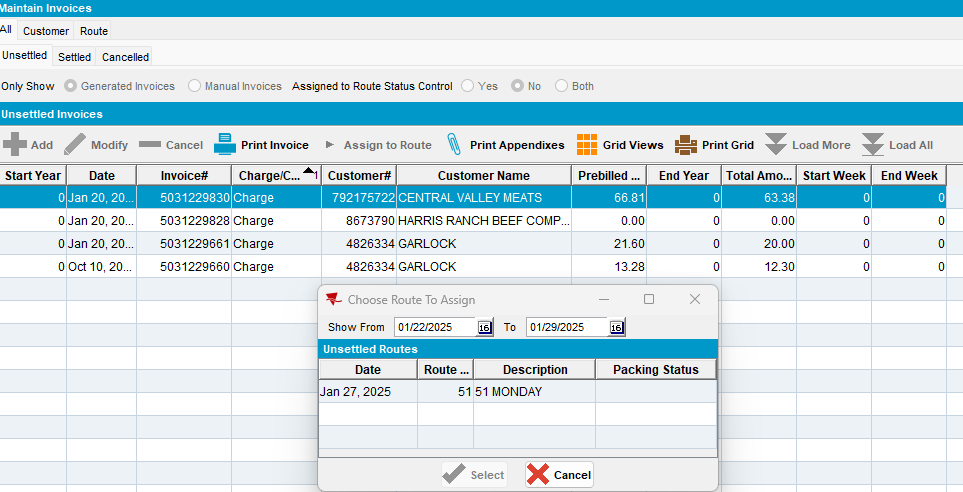 Maintain Invoices
All Customer Route
Unsettled Settled Cancelled
Only Show Generated Invoices Manual Invoices Assigned to Route Status Control Yes No Both
Unsettled Invoices
Add Modify Cancel Print Invoice Assign to Route Print Appendixes Grid Views Print Grid Load More Load All
Start Year Date Invoice# Charge/C... 1 Customer# Customer Name Prebilled ... End Year Total Amo... Start Week End Week
0 Jan 20, 20... 5031229830 Charge 792175722 CENTRAL VALLEY MEATS 66.81 0 63.38 0 0
0 Jan 20, 20... 5031229828 Charge 8673790 HARRIS RANCH BEEF COMP... 0.00 0 0.00 0 0
0 Jan 20, 20... 5031229661 Charge 4826334 GARLOCK 21.60 0 20.00 0 0
0 Oct 10, 20... 5031229660 Charge 4826334 GARLOCK 13.28 0 12.30 0 0
Choose Route To Assign
Show From 01/22/2025 16 To 01/29/2025 16
Unsettled Routes
Date Route ... Description Packing Status
Jan 27, 2025 51 51 MONDAY
Select Cancel